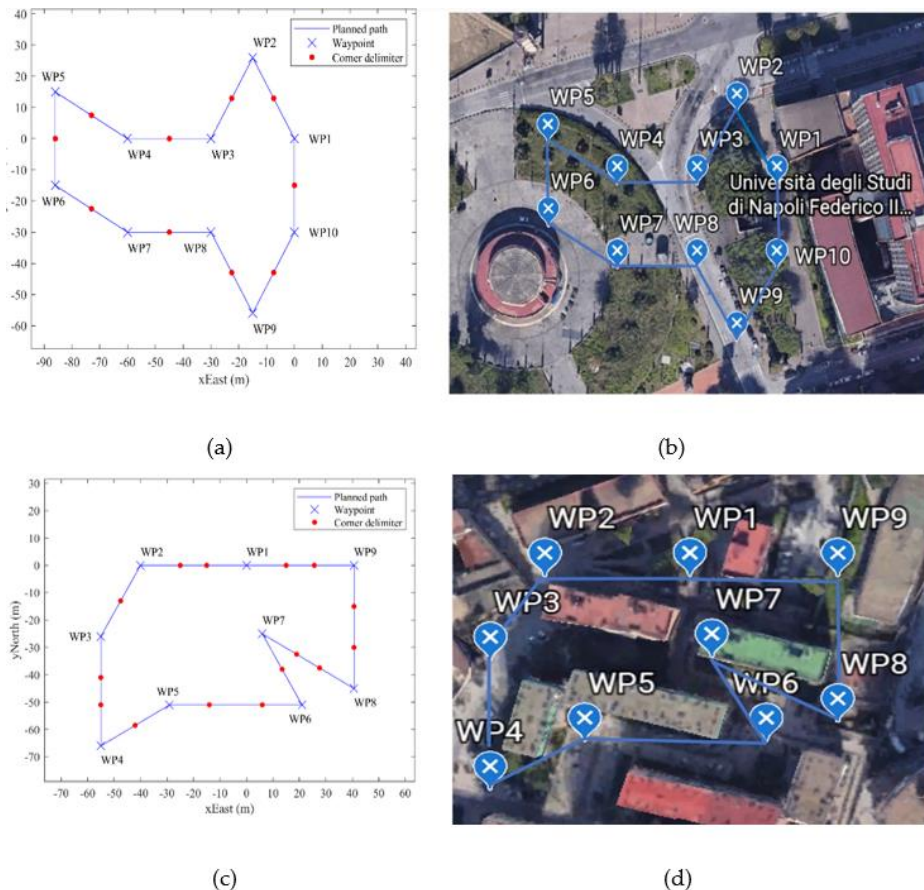 40
30
20
10
0
-10
-20
-30
-40
-50
-60
-90 -80 -70 -60 -50 -40 -30 -20 -10 0 10 20 30 40
xEast (m)
Planned path
Waypoint
Corner delimiter
WP2
WP5
WP1
WP4
WP3
WP6
WP10
WP7
WP8
WP9
(a)
WP2
WP5
WP4
WP3
WP1
Università degli Studi
di Napoli Federico II...
WP6
WP7
WP8
WP10
WP9
(b)
30
20
10
0
-10
-20
-30
-40
-50
-60
-70
yNorth (m)
-70 -60 -50 -40 -30 -20 -10 0 10 20 30 40 50 60
xEast (m)
Planned path
Waypoint
Corner delimiter
WP2
WP1
WP9
WP3
WP7
WP5
WP6
WP8
WP4
(c)
WP2
WP1
WP9
WP3
WP7
WP5
WP6
WP8
WP4
(d)